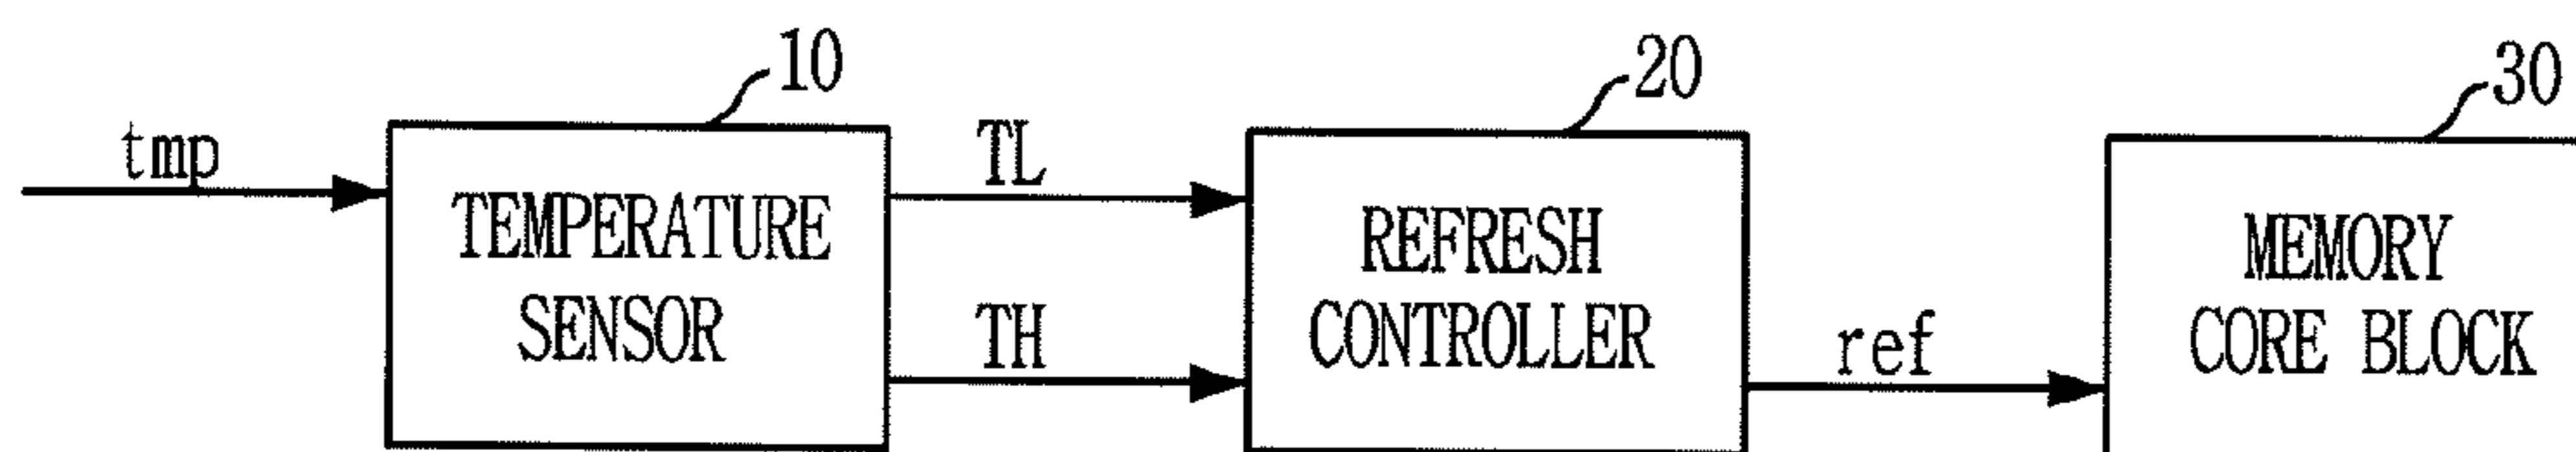 10
20
30
tmp
TL
TEMPERATURE
SENSOR
TH
REFRESH
CONTROLLER
ref
MEMORY
CORE BLOCK